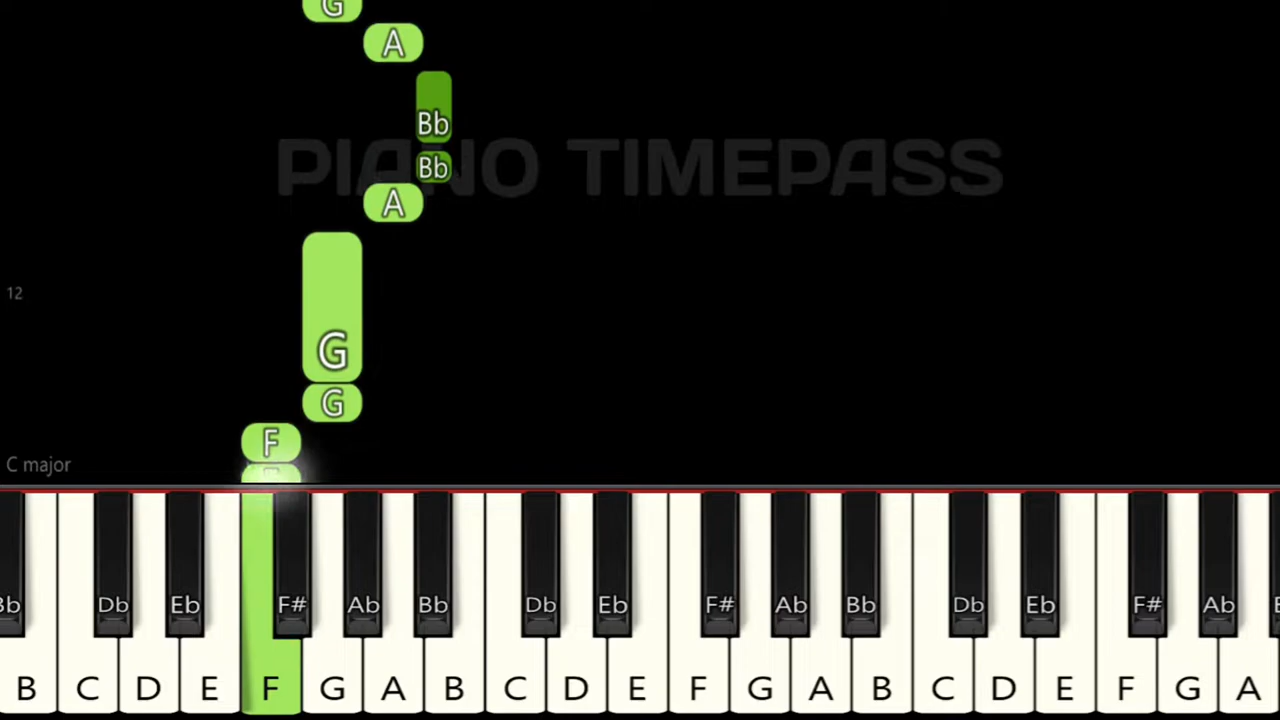 G
A
Bb
PIANO TIMEPASS
Bb
A
12
G
G
F
C major
Bb Db Eb F# Ab Bb Db Eb F# Ab Bb Db Eb F# Ab
B C D E F G A B C D E F G A B C D E F G A